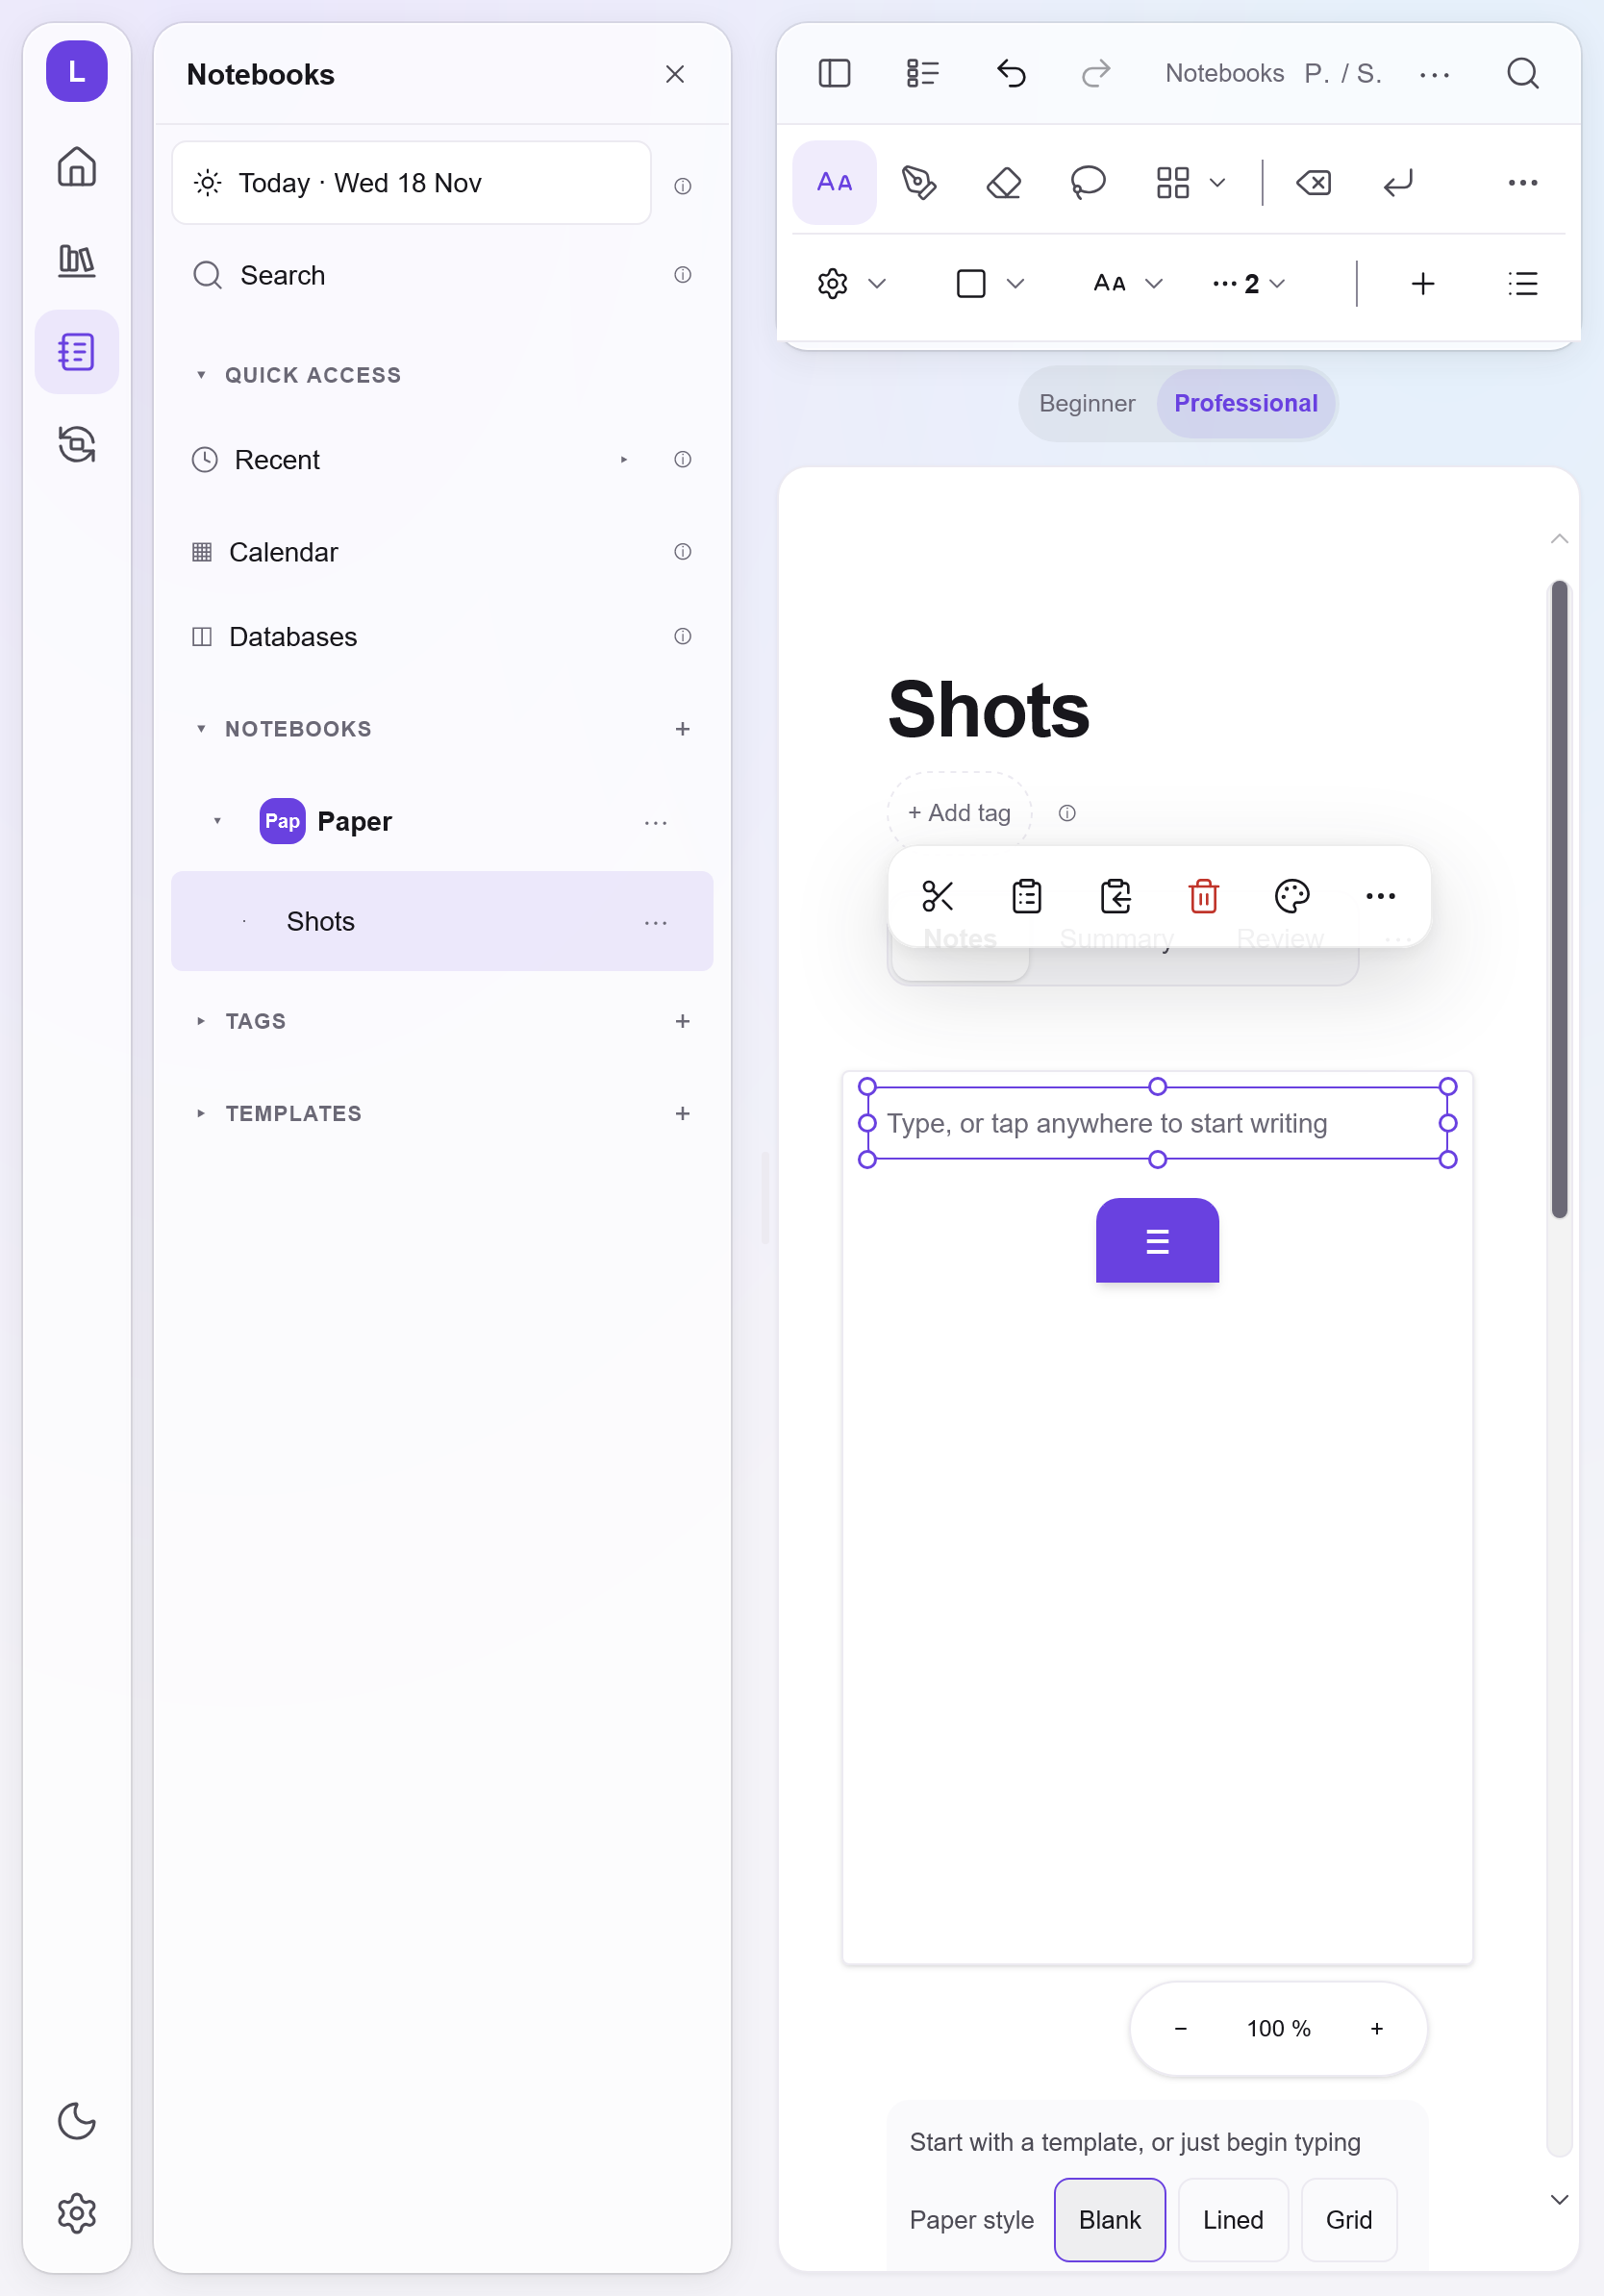 L
Notebooks
Today · Wed 18 Nov
Search
QUICK ACCESS
Recent
Calendar
Databases
NOTEBOOKS
Pap Paper
Shots
TAGS
TEMPLATES
Notebooks P. / S.
AA
AA
2
Beginner Professional
Shots
+ Add tag
Notes Summary Review
Type, or tap anywhere to start writing
− 100 % +
Start with a template, or just begin typing
Paper style Blank Lined Grid